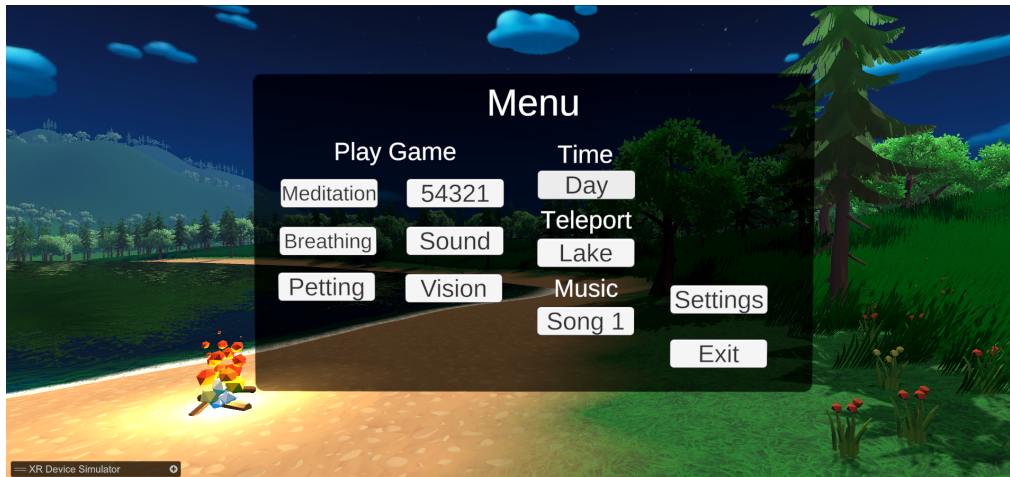 Menu
Play Game
Meditation
54321
Breathing
Sound
Petting
Vision
Time
Day
Teleport
Lake
Music
Song 1
Settings
Exit
XR Device Simulator